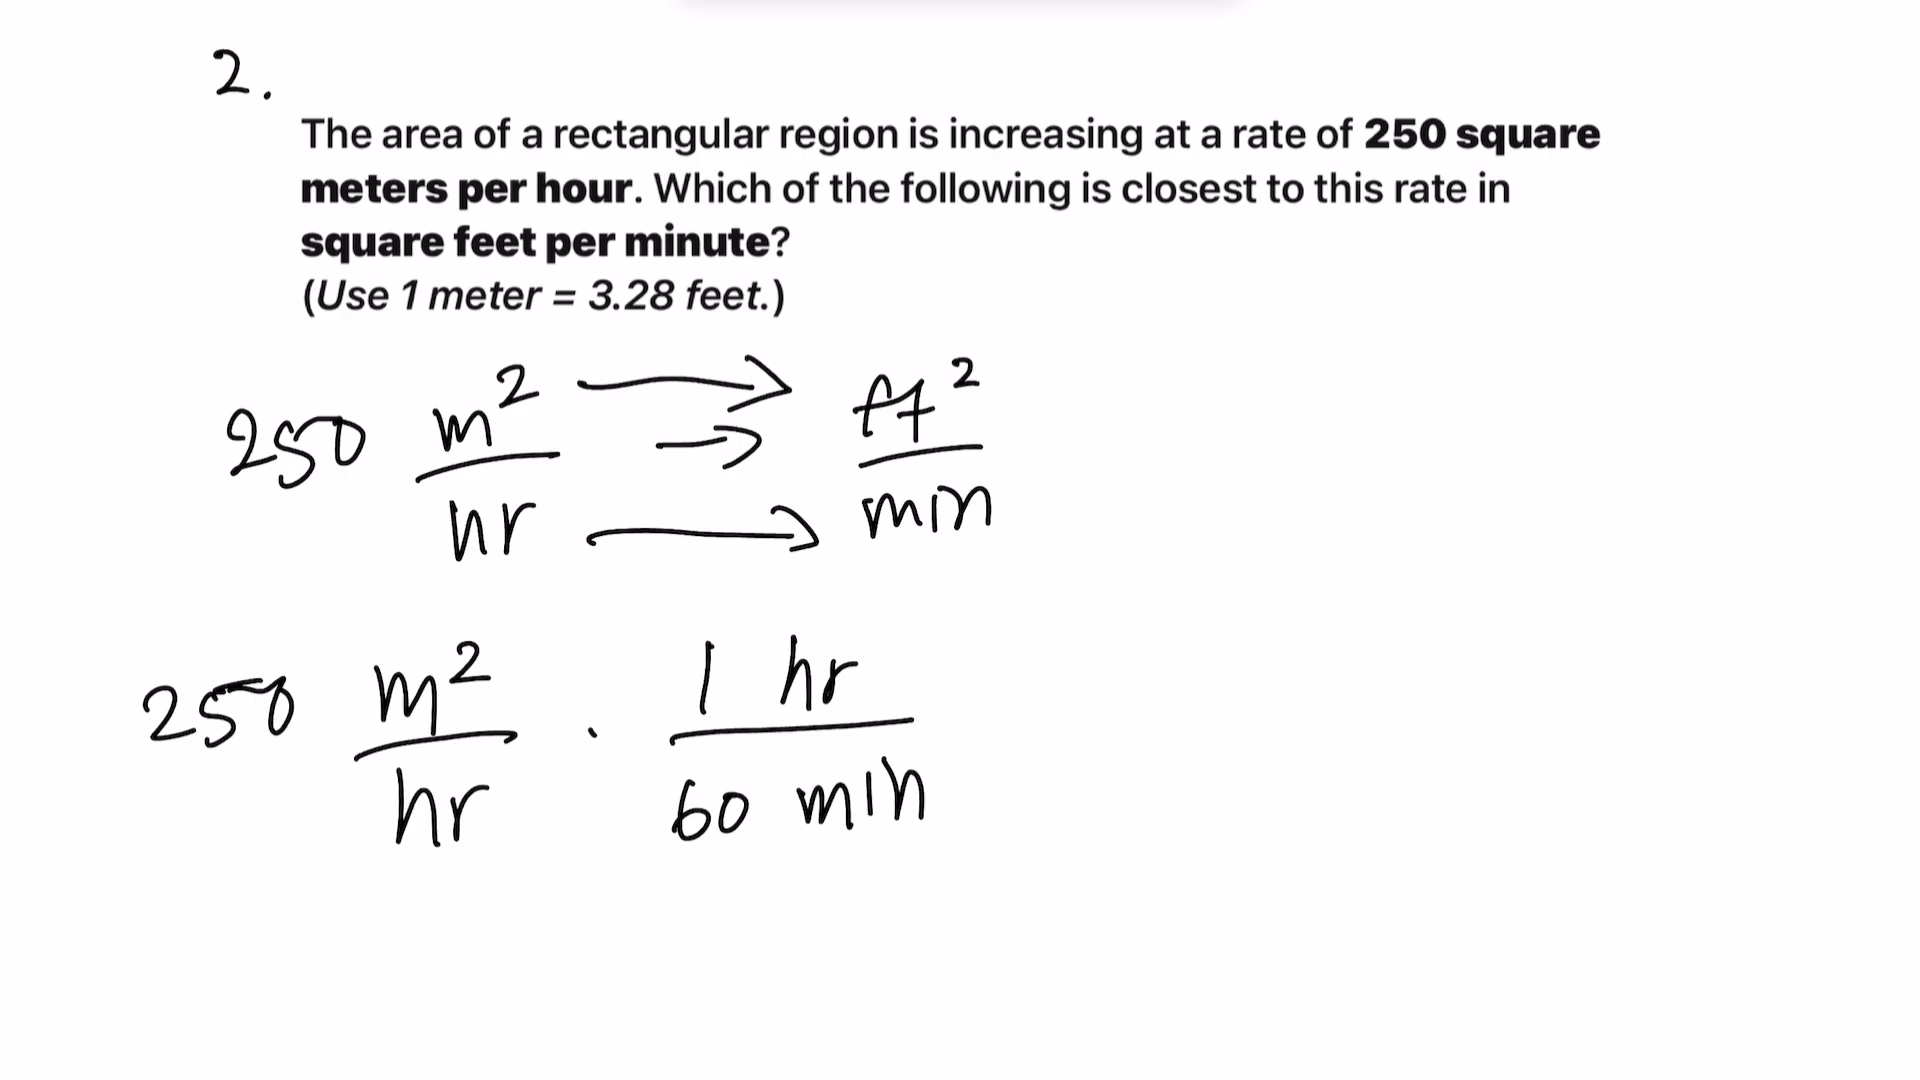 2.
The area of a rectangular region is increasing at a rate of 250 square
meters per hour. Which of the following is closest to this rate in
square feet per minute?
(Use 1 meter = 3.28 feet.)
250 m² / hr → → → ft² / min
250 m² / hr · 1 hr / 60 min